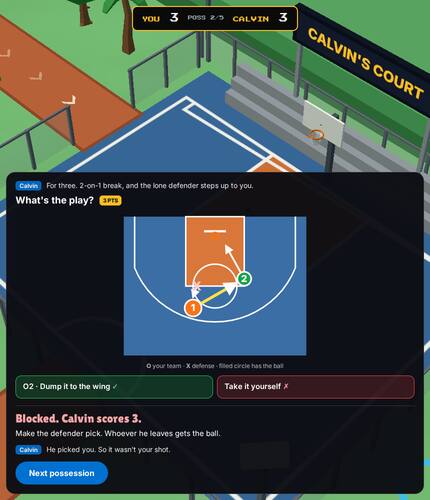 YOU 3 POSS 2/5 CALVIN 3
CALVIN'S COURT
Calvin For three. 2-on-1 break, and the lone defender steps up to you.
What's the play? 3 PTS
2
1
O your team · X defense · filled circle has the ball
O2 · Dump it to the wing ✓
Take it yourself ✗
Blocked. Calvin scores 3.
Make the defender pick. Whoever he leaves gets the ball.
Calvin He picked you. So it wasn't your shot.
Next possession